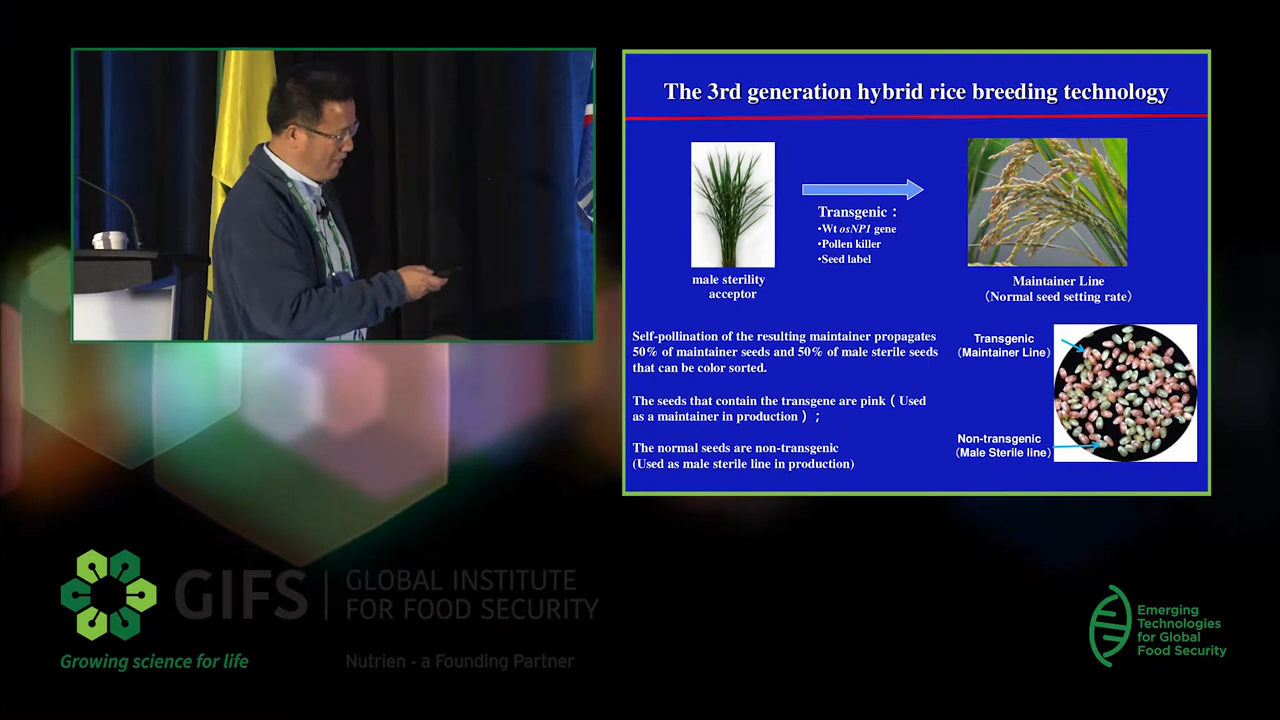 The 3rd generation hybrid rice breeding technology
Transgenic：
•Wt osNP1 gene
•Pollen killer
•Seed label
male sterility
acceptor
Maintainer Line
（Normal seed setting rate）
Self-pollination of the resulting maintainer propagates
50% of maintainer seeds and 50% of male sterile seeds
that can be color sorted.
The seeds that contain the transgene are pink（ Used
as a maintainer in production ）；
The normal seeds are non-transgenic
(Used as male sterile line in production)
Transgenic
（Maintainer Line）
Non-transgenic
（Male Sterile line）
GIFS
GLOBAL INSTITUTE
FOR FOOD SECURITY
Growing science for life
Nutrien - a Founding Partner
Emerging
Technologies
for Global
Food Security